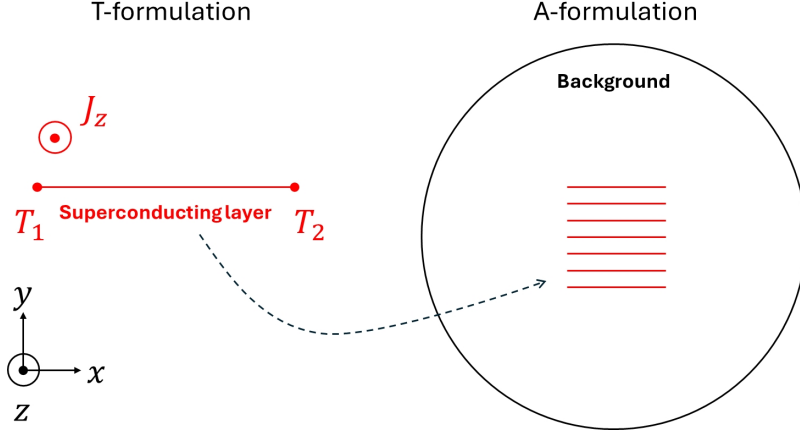 T-formulation
A-formulation
Background
J_z
Superconducting layer
T_1
T_2
y
x
z